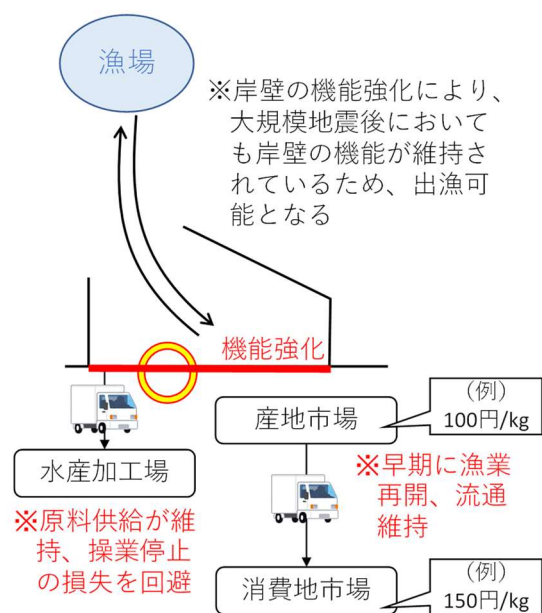 漁場
※岸壁の機能強化により、
大規模地震後において
も岸壁の機能が維持さ
れているため、出漁可
能となる
機能強化
産地市場
（例）
100円/kg
水産加工場
※早期に漁業
再開、流通
維持
※原料供給が維
持、操業停止
の損失を回避
消費地市場
（例）
150円/kg